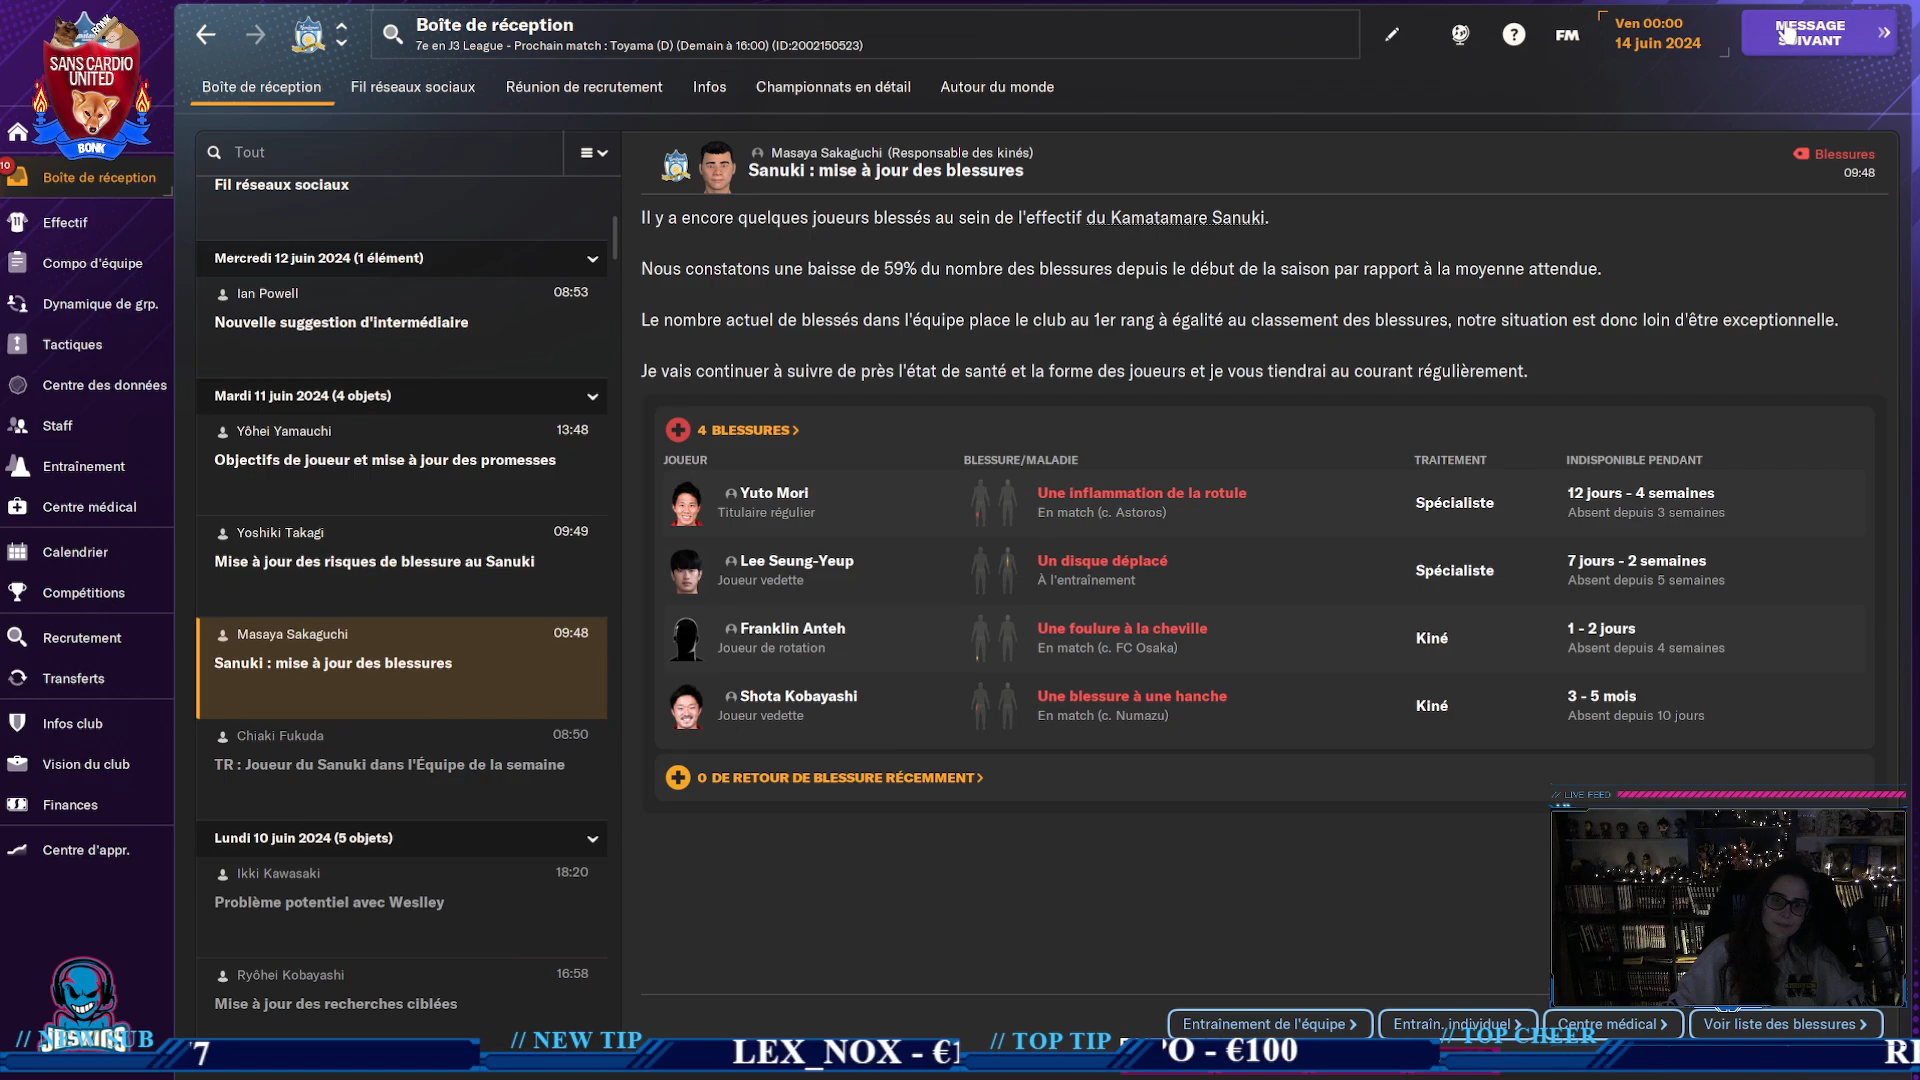 SANS CARDIO
UNITED
BONK
Boîte de réception
7e en J3 League - Prochain match : Toyama (D) (Demain à 16:00) (ID:2002150523)
FM
Ven 00:00
14 juin 2024
MESSAGE
SUIVANT
Boîte de réception
Fil réseaux sociaux
Réunion de recrutement
Infos
Championnats en détail
Autour du monde
10
Boîte de réception
Effectif
Compo d'équipe
Dynamique de grp.
Tactiques
Centre des données
Staff
Entraînement
Centre médical
Calendrier
Compétitions
Recrutement
Transferts
Infos club
Vision du club
Finances
Centre d'appr.
Tout
Fil réseaux sociaux
Mercredi 12 juin 2024 (1 élément)
Ian Powell 08:53
Nouvelle suggestion d'intermédiaire
Mardi 11 juin 2024 (4 objets)
Yôhei Yamauchi 13:48
Objectifs de joueur et mise à jour des promesses
Yoshiki Takagi 09:49
Mise à jour des risques de blessure au Sanuki
Masaya Sakaguchi 09:48
Sanuki : mise à jour des blessures
Chiaki Fukuda 08:50
TR : Joueur du Sanuki dans l'Équipe de la semaine
Lundi 10 juin 2024 (5 objets)
Ikki Kawasaki 18:20
Problème potentiel avec Weslley
Ryôhei Kobayashi 16:58
Mise à jour des recherches ciblées
Masaya Sakaguchi (Responsable des kinés)
Sanuki : mise à jour des blessures
Blessures
09:48
Il y a encore quelques joueurs blessés au sein de l'effectif du Kamatamare Sanuki.
Nous constatons une baisse de 59% du nombre des blessures depuis le début de la saison par rapport à la moyenne attendue.
Le nombre actuel de blessés dans l'équipe place le club au 1er rang à égalité au classement des blessures, notre situation est donc loin d'être exceptionnelle.
Je vais continuer à suivre de près l'état de santé et la forme des joueurs et je vous tiendrai au courant régulièrement.
4 BLESSURES
JOUEUR BLESSURE/MALADIE TRAITEMENT INDISPONIBLE PENDANT
Yuto Mori Une inflammation de la rotule Spécialiste 12 jours - 4 semaines
Titulaire régulier En match (c. Astoros) Absent depuis 3 semaines
Lee Seung-Yeup Un disque déplacé Spécialiste 7 jours - 2 semaines
Joueur vedette À l'entraînement Absent depuis 5 semaines
Franklin Anteh Une foulure à la cheville Kiné 1 - 2 jours
Joueur de rotation En match (c. FC Osaka) Absent depuis 4 semaines
Shota Kobayashi Une blessure à une hanche Kiné 3 - 5 mois
Joueur vedette En match (c. Numazu) Absent depuis 10 jours
0 DE RETOUR DE BLESSURE RÉCEMMENT
// LIVE FEED
Entraînement de l'équipe
Entraîn. individuel
Centre médical
Voir liste des blessures
// NEW SUB
// NEW TIP
// TOP TIP
// TOP CHEER
LEX_NOX - €1
'O - €100